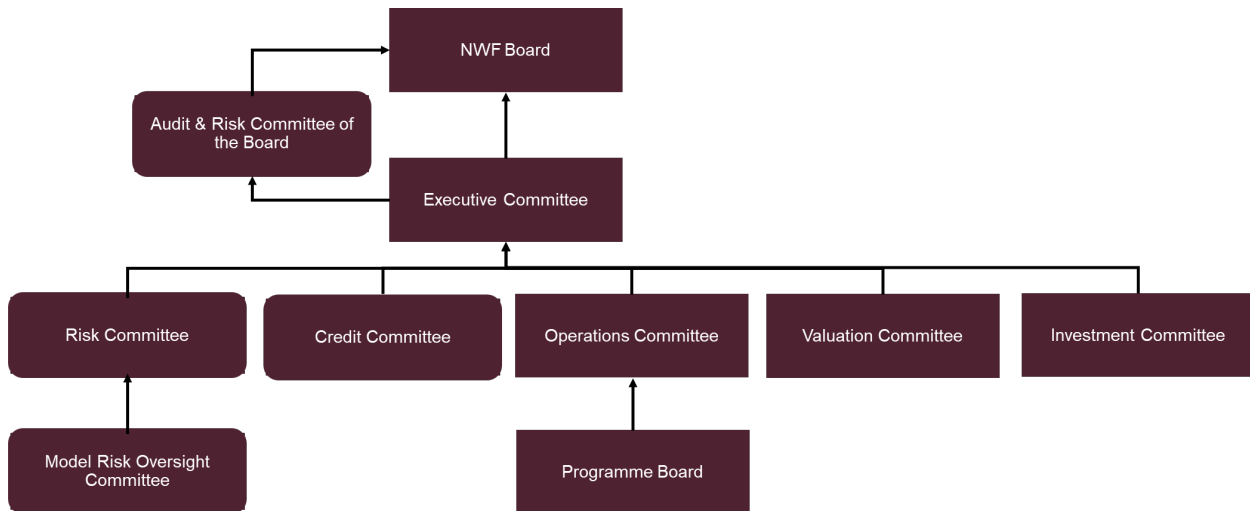 NWF Board
Audit & Risk Committee of
the Board
Executive Committee
Risk Committee
Credit Committee
Operations Committee
Valuation Committee
Investment Committee
Model Risk Oversight
Committee
Programme Board